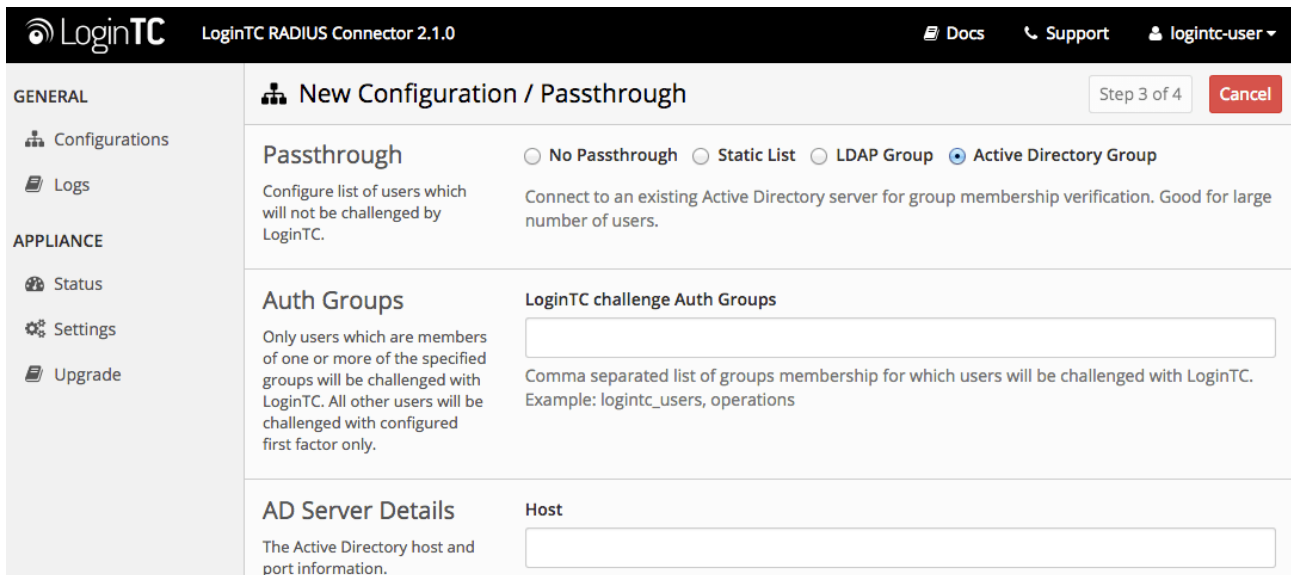 LoginTC
LoginTC RADIUS Connector 2.1.0
Docs
Support
logintc-user
GENERAL
Configurations
Logs
APPLIANCE
Status
Settings
Upgrade
New Configuration / Passthrough
Step 3 of 4
Cancel
Passthrough
Configure list of users which
will not be challenged by
LoginTC.
No Passthrough
Static List
LDAP Group
Active Directory Group
Connect to an existing Active Directory server for group membership verification. Good for large
number of users.
Auth Groups
Only users which are members
of one or more of the specified
groups will be challenged with
LoginTC. All other users will be
challenged with configured
first factor only.
LoginTC challenge Auth Groups
Comma separated list of groups membership for which users will be challenged with LoginTC.
Example: logintc_users, operations
AD Server Details
The Active Directory host and
port information.
Host